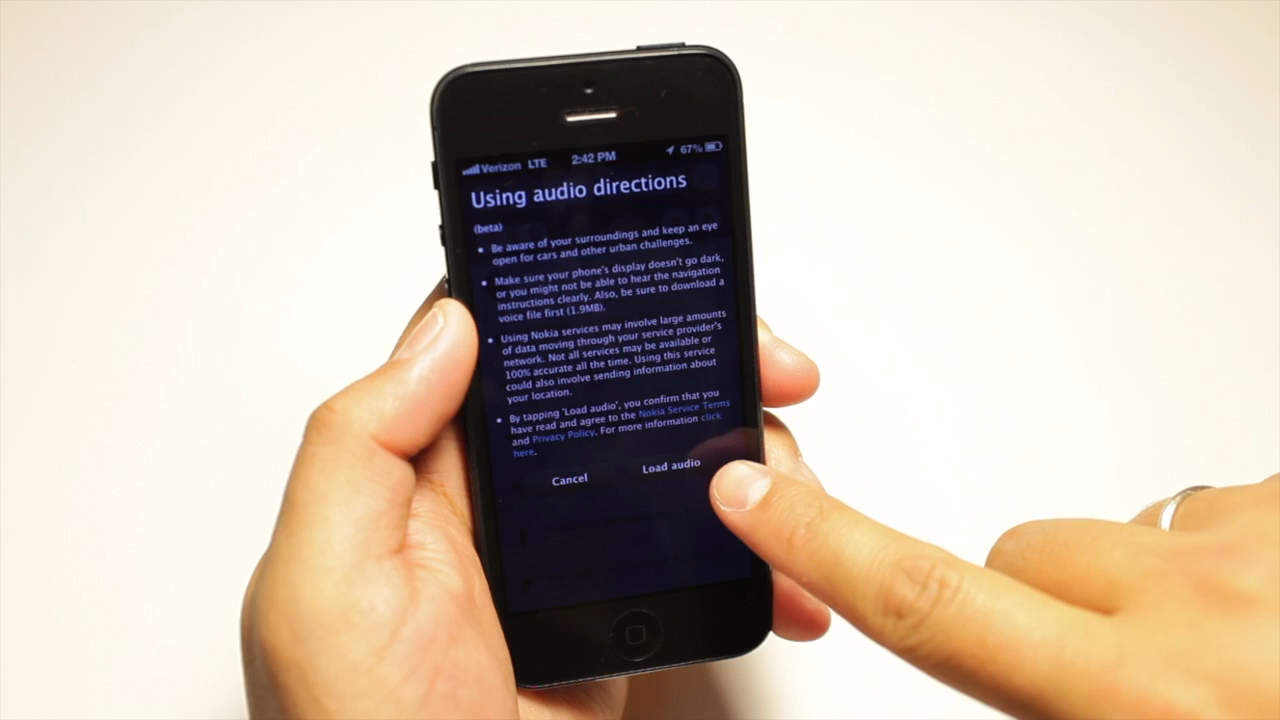 Verizon LTE 2:42 PM 67%
Using audio directions
(beta)
• Be aware of your surroundings and keep an eye
open for cars and other urban challenges.
• Make sure your phone's display doesn't go dark,
or you might not be able to hear the navigation
instructions clearly. Also, be sure to download a
voice file first (1.9MB).
• Using Nokia services may involve large amounts
of data moving through your service provider's
network. Not all services may be available or
100% accurate all the time. Using this service
could also involve sending information about
your location.
• By tapping 'Load audio', you confirm that you
have read and agree to the Nokia Service Terms
and Privacy Policy. For more information click
here.
Cancel Load audio